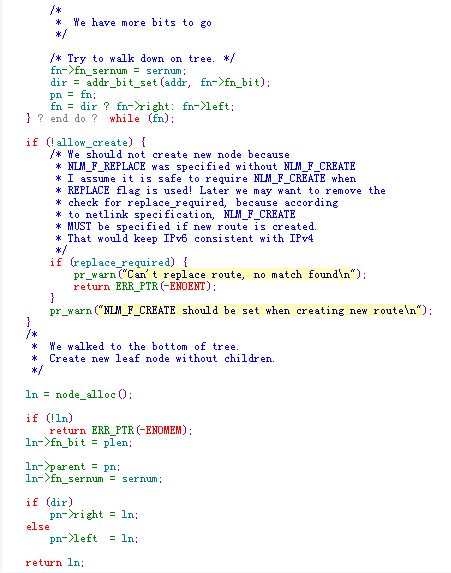 /*
 *  We have more bits to go
 */

/* Try to walk down on tree. */
fn->fn_sernum = sernum;
dir = addr_bit_set(addr, fn->fn_bit);
pn = fn;
fn = dir ? fn->right: fn->left;
} ? end do ?  while (fn);

if (!allow_create) {
/* We should not create new node because
 * NLM_F_REPLACE was specified without NLM_F_CREATE
 * I assume it is safe to require NLM_F_CREATE when
 * REPLACE flag is used! Later we may want to remove the
 * check for replace_required, because according
 * to netlink specification, NLM_F_CREATE
 * MUST be specified if new route is created.
 * That would keep IPv6 consistent with IPv4
 */
if (replace_required) {
pr_warn("Can't replace route, no match found\n");
return ERR_PTR(-ENOENT);
}
pr_warn("NLM_F_CREATE should be set when creating new route\n");
}
/*
 *  We walked to the bottom of tree.
 *  Create new leaf node without children.
 */

ln = node_alloc();

if (!ln)
return ERR_PTR(-ENOMEM);
ln->fn_bit = plen;

ln->parent = pn;
ln->fn_sernum = sernum;

if (dir)
pn->right = ln;
else
pn->left  = ln;

return ln;